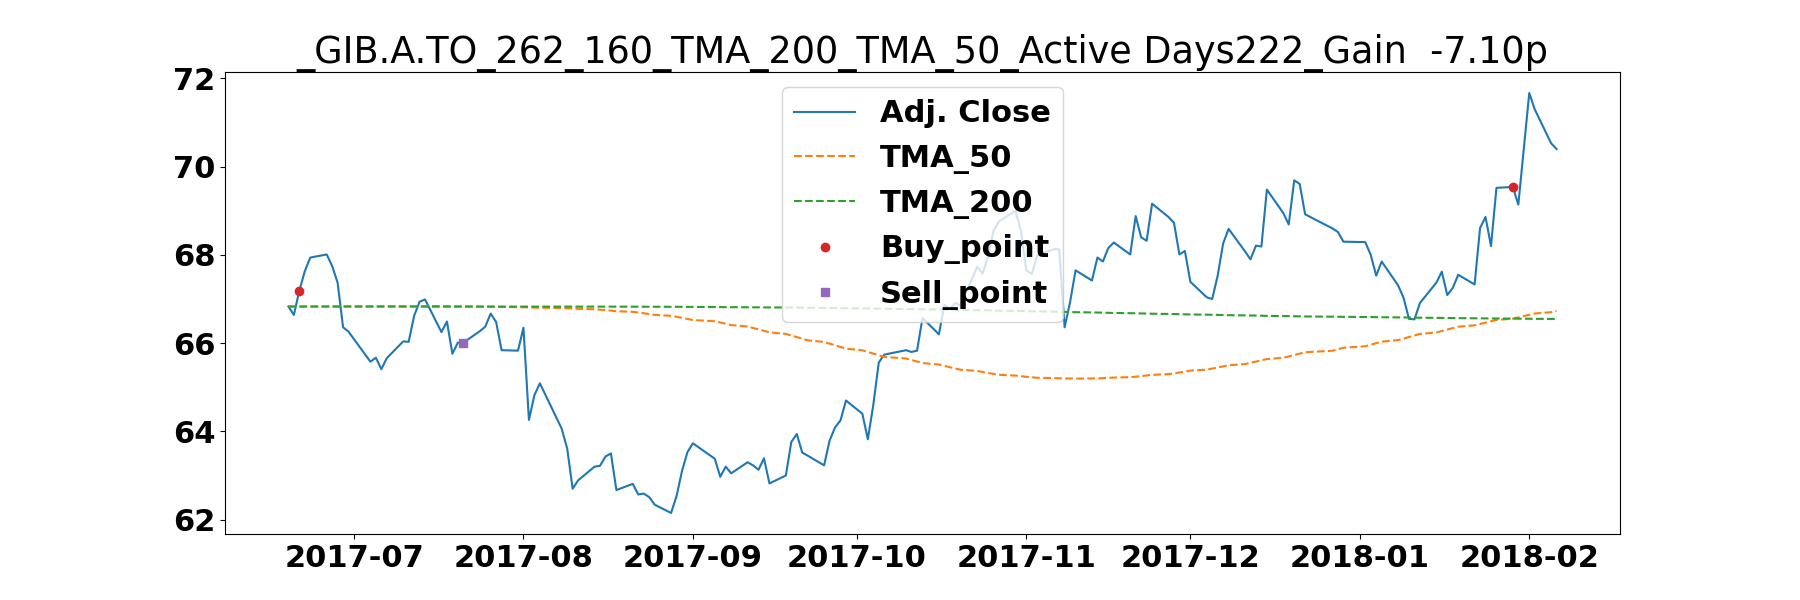 _GIB.A.TO_262_160_TMA_200_TMA_50_Active Days222_Gain  -7.10p
72
70
68
66
64
62
Adj. Close
TMA_50
TMA_200
Buy_point
Sell_point
2017-07 2017-08 2017-09 2017-10 2017-11 2017-12 2018-01 2018-02